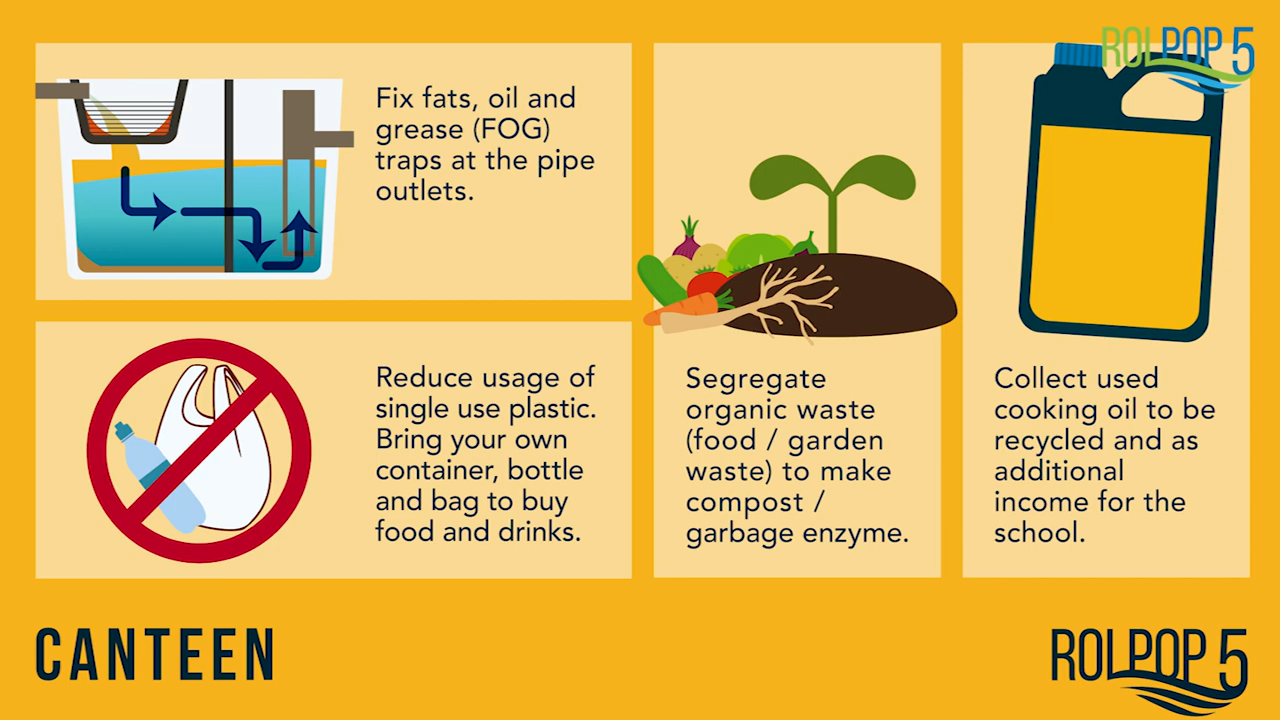 ROLPOP 5
Fix fats, oil and
grease (FOG)
traps at the pipe
outlets.
Reduce usage of
single use plastic.
Bring your own
container, bottle
and bag to buy
food and drinks.
Segregate
organic waste
(food / garden
waste) to make
compost /
garbage enzyme.
Collect used
cooking oil to be
recycled and as
additional
income for the
school.
CANTEEN
ROLPOP 5